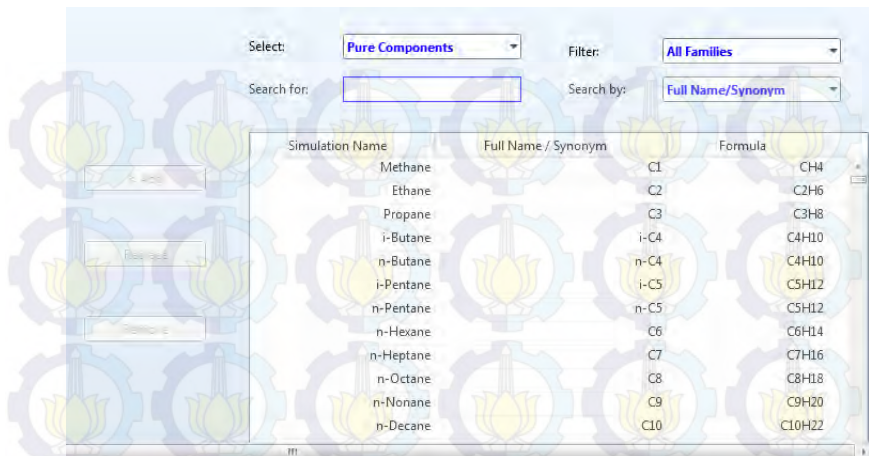 Select: Pure Components Filter: All Families
Search for: Search by: Full Name/Synonym
Simulation Name Full Name / Synonym Formula
Methane C1 CH4
Ethane C2 C2H6
Propane C3 C3H8
i-Butane i-C4 C4H10
n-Butane n-C4 C4H10
i-Pentane i-C5 C5H12
n-Pentane n-C5 C5H12
n-Hexane C6 C6H14
n-Heptane C7 C7H16
n-Octane C8 C8H18
n-Nonane C9 C9H20
n-Decane C10 C10H22